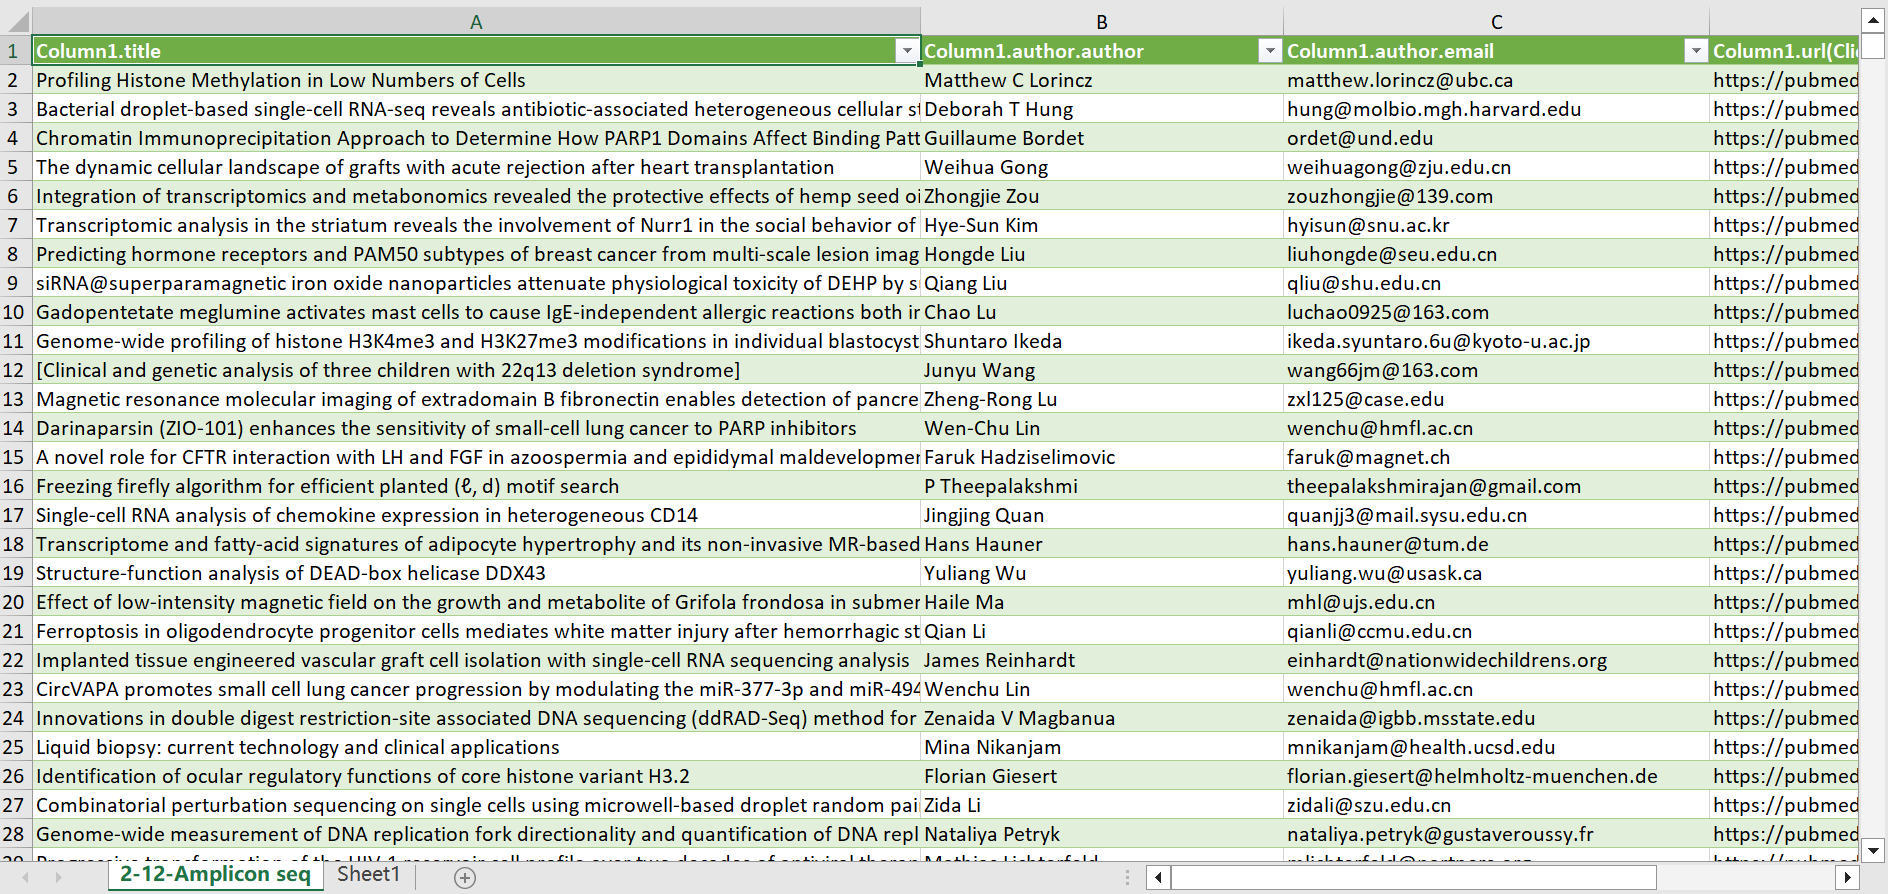 A B C
1 Column1.title Column1.author.author Column1.author.email Column1.url(Clic
2 Profiling Histone Methylation in Low Numbers of Cells Matthew C Lorincz matthew.lorincz@ubc.ca https://pubmed
3 Bacterial droplet-based single-cell RNA-seq reveals antibiotic-associated heterogeneous cellular st Deborah T Hung hung@molbio.mgh.harvard.edu https://pubmed
4 Chromatin Immunoprecipitation Approach to Determine How PARP1 Domains Affect Binding Patt Guillaume Bordet ordet@und.edu https://pubmed
5 The dynamic cellular landscape of grafts with acute rejection after heart transplantation Weihua Gong weihuagong@zju.edu.cn https://pubmed
6 Integration of transcriptomics and metabonomics revealed the protective effects of hemp seed oi Zhongjie Zou zouzhongjie@139.com https://pubmed
7 Transcriptomic analysis in the striatum reveals the involvement of Nurr1 in the social behavior of Hye-Sun Kim hyisun@snu.ac.kr https://pubmed
8 Predicting hormone receptors and PAM50 subtypes of breast cancer from multi-scale lesion imag Hongde Liu liuhongde@seu.edu.cn https://pubmed
9 siRNA@superparamagnetic iron oxide nanoparticles attenuate physiological toxicity of DEHP by s Qiang Liu qliu@shu.edu.cn https://pubmed
10 Gadopentetate meglumine activates mast cells to cause IgE-independent allergic reactions both in Chao Lu luchao0925@163.com https://pubmed
11 Genome-wide profiling of histone H3K4me3 and H3K27me3 modifications in individual blastocyst Shuntaro Ikeda ikeda.syuntaro.6u@kyoto-u.ac.jp https://pubmed
12 [Clinical and genetic analysis of three children with 22q13 deletion syndrome] Junyu Wang wang66jm@163.com https://pubmed
13 Magnetic resonance molecular imaging of extradomain B fibronectin enables detection of pancre Zheng-Rong Lu zxl125@case.edu https://pubmed
14 Darinaparsin (ZIO-101) enhances the sensitivity of small-cell lung cancer to PARP inhibitors Wen-Chu Lin wenchu@hmfl.ac.cn https://pubmed
15 A novel role for CFTR interaction with LH and FGF in azoospermia and epididymal maldevelopmen Faruk Hadziselimovic faruk@magnet.ch https://pubmed
16 Freezing firefly algorithm for efficient planted (ℓ, d) motif search P Theepalakshmi theepalakshmirajan@gmail.com https://pubmed
17 Single-cell RNA analysis of chemokine expression in heterogeneous CD14 Jingjing Quan quanjj3@mail.sysu.edu.cn https://pubmed
18 Transcriptome and fatty-acid signatures of adipocyte hypertrophy and its non-invasive MR-based Hans Hauner hans.hauner@tum.de https://pubmed
19 Structure-function analysis of DEAD-box helicase DDX43 Yuliang Wu yuliang.wu@usask.ca https://pubmed
20 Effect of low-intensity magnetic field on the growth and metabolite of Grifola frondosa in submer Haile Ma mhl@ujs.edu.cn https://pubmed
21 Ferroptosis in oligodendrocyte progenitor cells mediates white matter injury after hemorrhagic st Qian Li qianli@ccmu.edu.cn https://pubmed
22 Implanted tissue engineered vascular graft cell isolation with single-cell RNA sequencing analysis James Reinhardt einhardt@nationwidechildrens.org https://pubmed
23 CircVAPA promotes small cell lung cancer progression by modulating the miR-377-3p and miR-494 Wenchu Lin wenchu@hmfl.ac.cn https://pubmed
24 Innovations in double digest restriction-site associated DNA sequencing (ddRAD-Seq) method for Zenaida V Magbanua zenaida@igbb.msstate.edu https://pubmed
25 Liquid biopsy: current technology and clinical applications Mina Nikanjam mnikanjam@health.ucsd.edu https://pubmed
26 Identification of ocular regulatory functions of core histone variant H3.2 Florian Giesert florian.giesert@helmholtz-muenchen.de https://pubmed
27 Combinatorial perturbation sequencing on single cells using microwell-based droplet random pai Zida Li zidali@szu.edu.cn https://pubmed
28 Genome-wide measurement of DNA replication fork directionality and quantification of DNA repl Nataliya Petryk nataliya.petryk@gustaveroussy.fr https://pubmed
2-12-Amplicon seq Sheet1